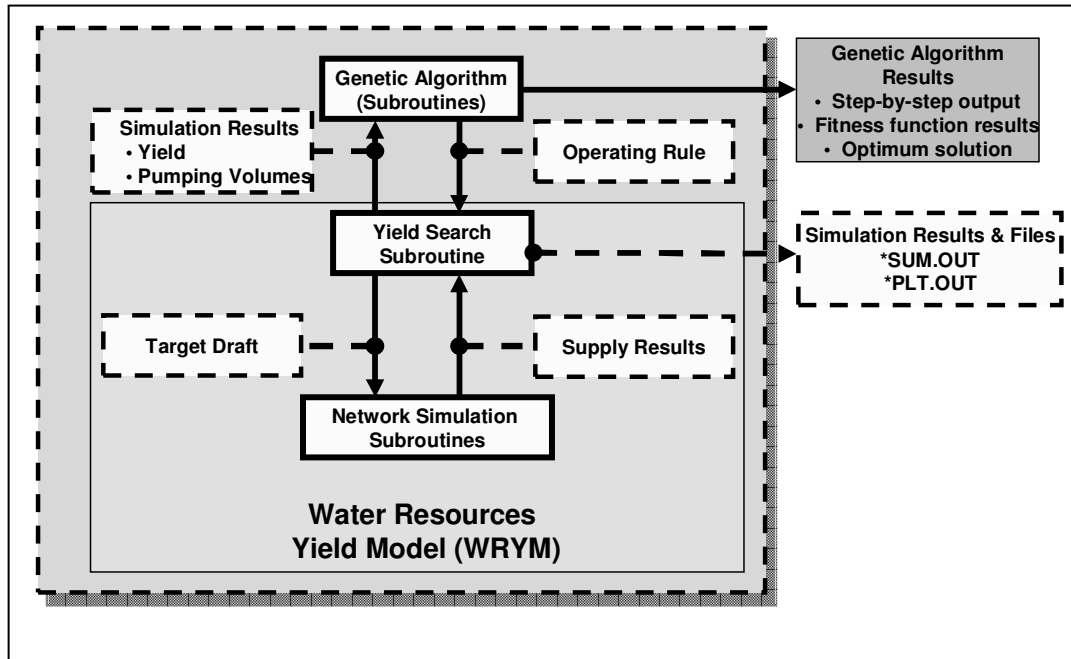 Genetic Algorithm
(Subroutines)
Genetic Algorithm
Results
• Step-by-step output
• Fitness function results
• Optimum solution
Simulation Results
• Yield
• Pumping Volumes
Operating Rule
Yield Search
Subroutine
Simulation Results & Files
*SUM.OUT
*PLT.OUT
Target Draft
Supply Results
Network Simulation
Subroutines
Water Resources
Yield Model (WRYM)